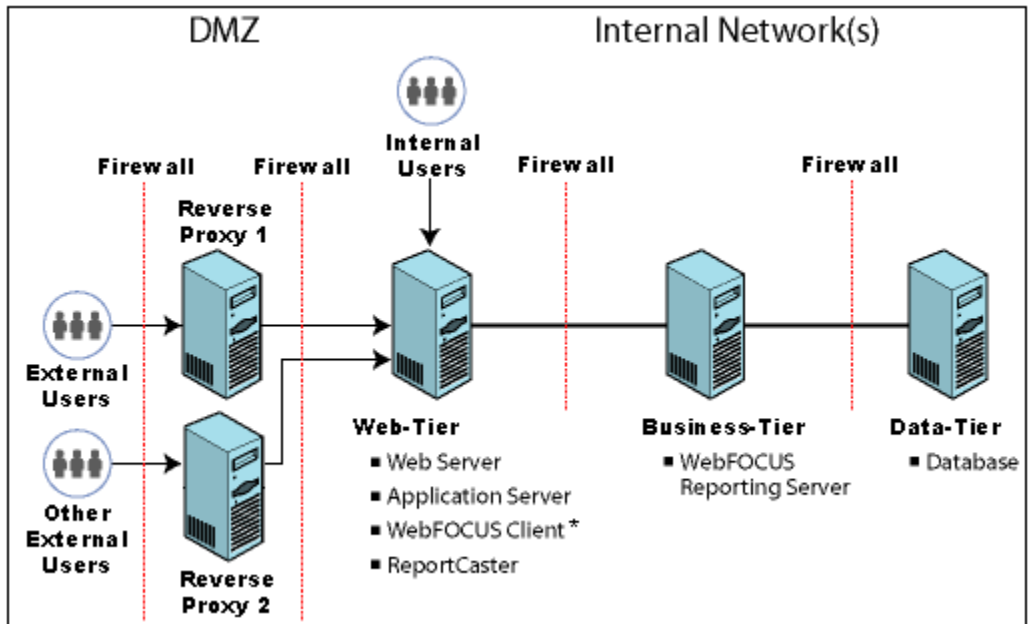 DMZ
Internal Network(s)
Internal
Users
Firewall
Firewall
Firewall
Firewall
Reverse
Proxy 1
External
Users
Other
External
Users
Reverse
Proxy 2
Web-Tier
▪ Web Server
▪ Application Server
▪ WebFOCUS Client *
▪ ReportCaster
Business-Tier
▪ WebFOCUS
Reporting Server
Data-Tier
▪ Database